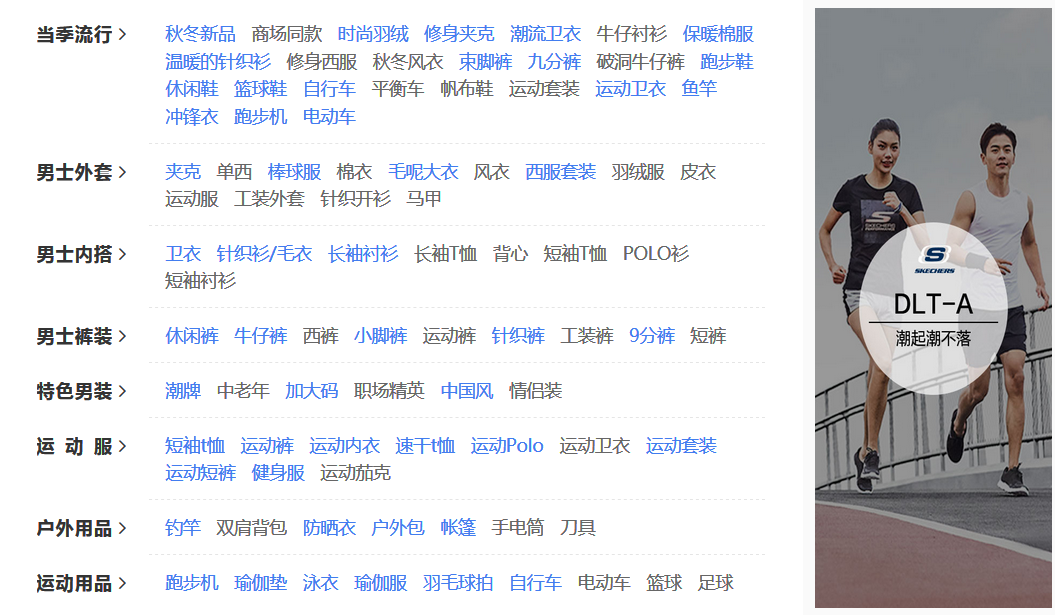 当季流行 > 秋冬新品 商场同款 时尚羽绒 修身夹克 潮流卫衣 牛仔衬衫 保暖棉服
温暖的针织衫 修身西服 秋冬风衣 束脚裤 九分裤 破洞牛仔裤 跑步鞋
休闲鞋 篮球鞋 自行车 平衡车 帆布鞋 运动套装 运动卫衣 鱼竿
冲锋衣 跑步机 电动车
男士外套 > 夹克 单西 棒球服 棉衣 毛呢大衣 风衣 西服套装 羽绒服 皮衣
运动服 工装外套 针织开衫 马甲
男士内搭 > 卫衣 针织衫/毛衣 长袖衬衫 长袖T恤 背心 短袖T恤 POLO衫
短袖衬衫
男士裤装 > 休闲裤 牛仔裤 西裤 小脚裤 运动裤 针织裤 工装裤 9分裤 短裤
特色男装 > 潮牌 中老年 加大码 职场精英 中国风 情侣装
运 动 服 > 短袖t恤 运动裤 运动内衣 速干t恤 运动Polo 运动卫衣 运动套装
运动短裤 健身服 运动茄克
户外用品 > 钓竿 双肩背包 防晒衣 户外包 帐篷 手电筒 刀具
运动用品 > 跑步机 瑜伽垫 泳衣 瑜伽服 羽毛球拍 自行车 电动车 篮球 足球
SKECHERS
PERFORMANCE
S
SKECHERS
DLT-A
潮起潮不落